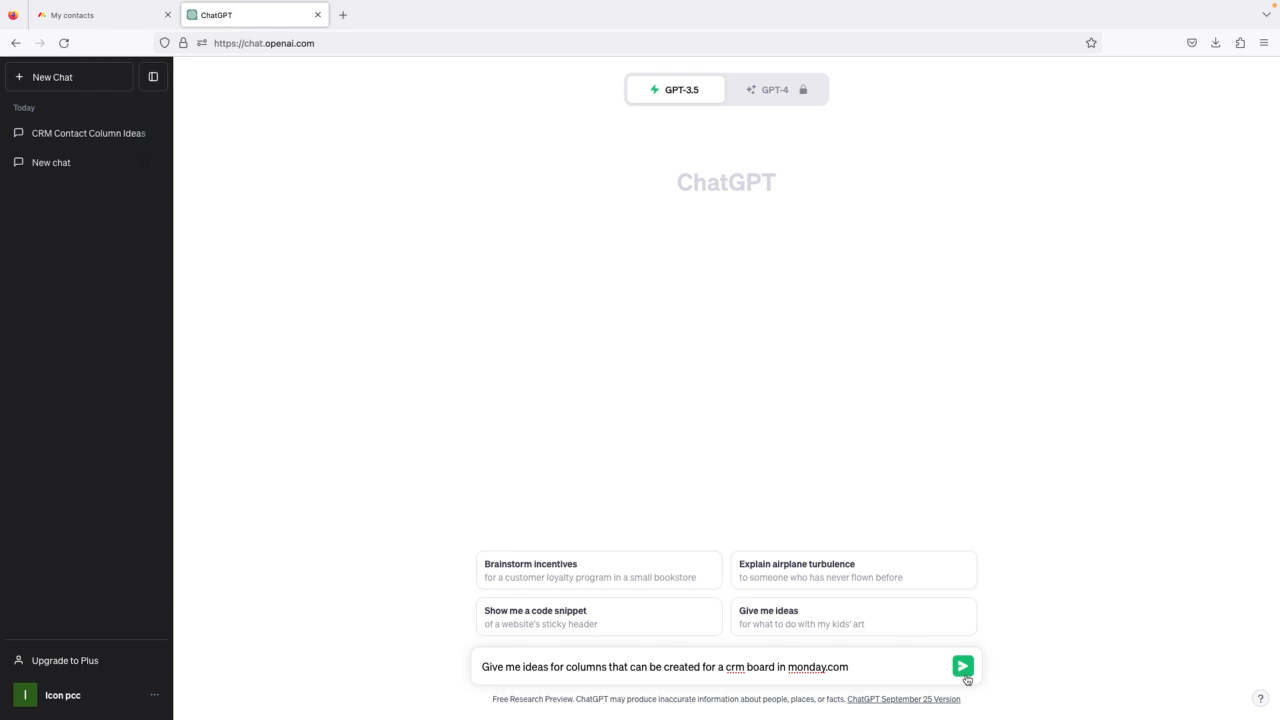 My contacts
ChatGPT
https://chat.openai.com
New Chat
Today
CRM Contact Column Ideas
New chat
GPT-3.5
GPT-4
ChatGPT
Brainstorm incentives
for a customer loyalty program in a small bookstore
Explain airplane turbulence
to someone who has never flown before
Show me a code snippet
of a website's sticky header
Give me ideas
for what to do with my kids' art
Give me ideas for columns that can be created for a crm board in monday.com
Free Research Preview. ChatGPT may produce inaccurate information about people, places, or facts. ChatGPT September 25 Version
Upgrade to Plus
I
Icon pcc
?